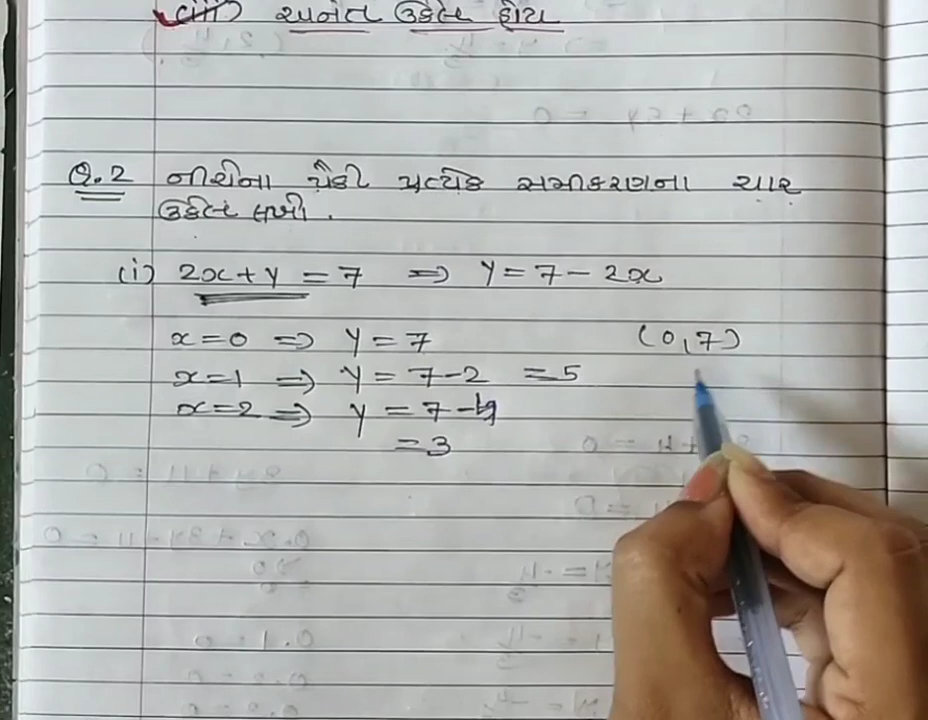 (iii) અનંત ઉકેલ હોય
Q.2 નીચેના પૈકી પ્રત્યેક સમીકરણના ચાર
ઉકેલ લખો.
(i) 2x + y = 7 ⇒ y = 7 - 2x
x = 0 ⇒ y = 7 (0,7)
x = 1 ⇒ y = 7 - 2 = 5
x = 2 ⇒ y = 7 - 4
= 3